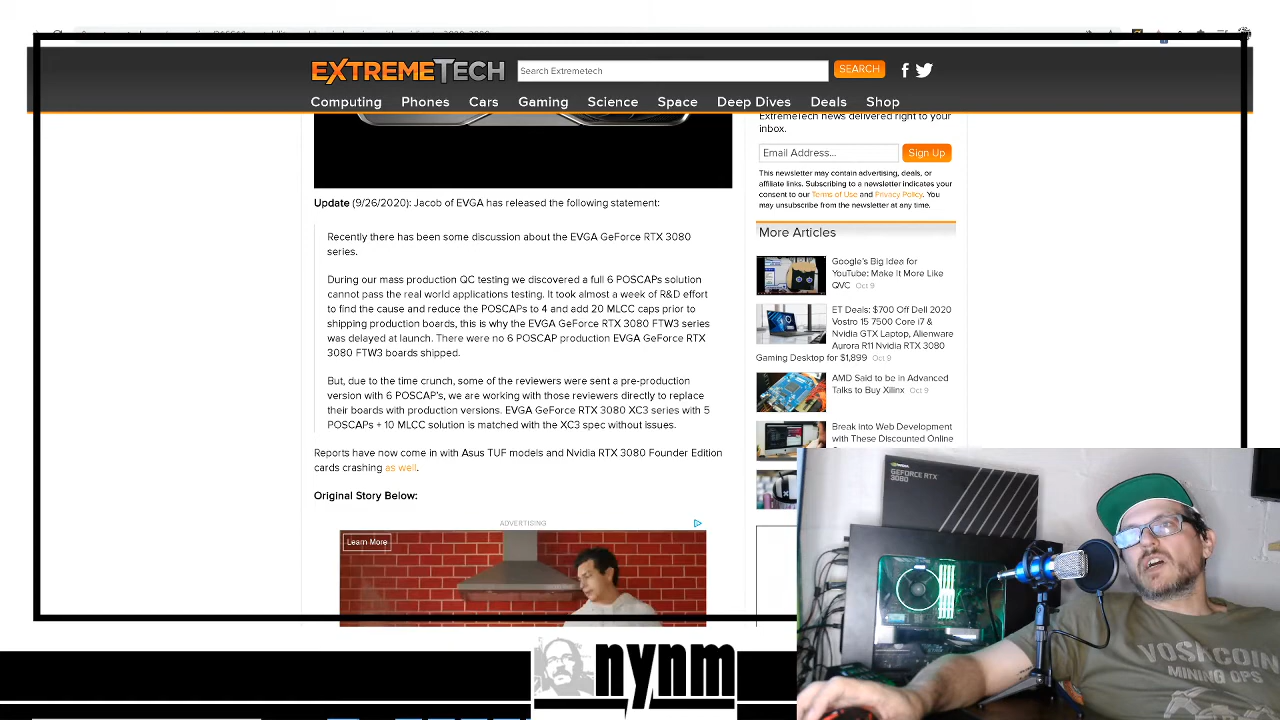 EXTREMETECH
Search Extremetech
SEARCH
Computing Phones Cars Gaming Science Space Deep Dives Deals Shop
Update (9/26/2020): Jacob of EVGA has released the following statement:
Recently there has been some discussion about the EVGA GeForce RTX 3080
series.
During our mass production QC testing we discovered a full 6 POSCAPs solution
cannot pass the real world applications testing. It took almost a week of R&D effort
to find the cause and reduce the POSCAPs to 4 and add 20 MLCC caps prior to
shipping production boards, this is why the EVGA GeForce RTX 3080 FTW3 series
was delayed at launch. There were no 6 POSCAP production EVGA GeForce RTX
3080 FTW3 boards shipped.
But, due to the time crunch, some of the reviewers were sent a pre-production
version with 6 POSCAP's, we are working with those reviewers directly to replace
their boards with production versions. EVGA GeForce RTX 3080 XC3 series with 5
POSCAPs + 10 MLCC solution is matched with the XC3 spec without issues.
Reports have now come in with Asus TUF models and Nvidia RTX 3080 Founder Edition
cards crashing as well.
Original Story Below:
ADVERTISING
Learn More
ExtremeTech news delivered right to your
inbox.
Email Address...
Sign Up
This newsletter may contain advertising, deals, or
affiliate links. Subscribing to a newsletter indicates your
consent to our Terms of Use and Privacy Policy. You
may unsubscribe from the newsletter at any time.
More Articles
Google's Big Idea for
YouTube: Make It More Like
QVC Oct 9
ET Deals: $700 Off Dell 2020
Vostro 15 7500 Core i7 &
Nvidia GTX Laptop, Alienware
Aurora R11 Nvidia RTX 3080
Gaming Desktop for $1,899 Oct 9
AMD Said to be in Advanced
Talks to Buy Xilinx Oct 9
Break into Web Development
with These Discounted Online
NVIDIA
GEFORCE RTX
3080
VOSKCOIN
MINING OPS
nynm